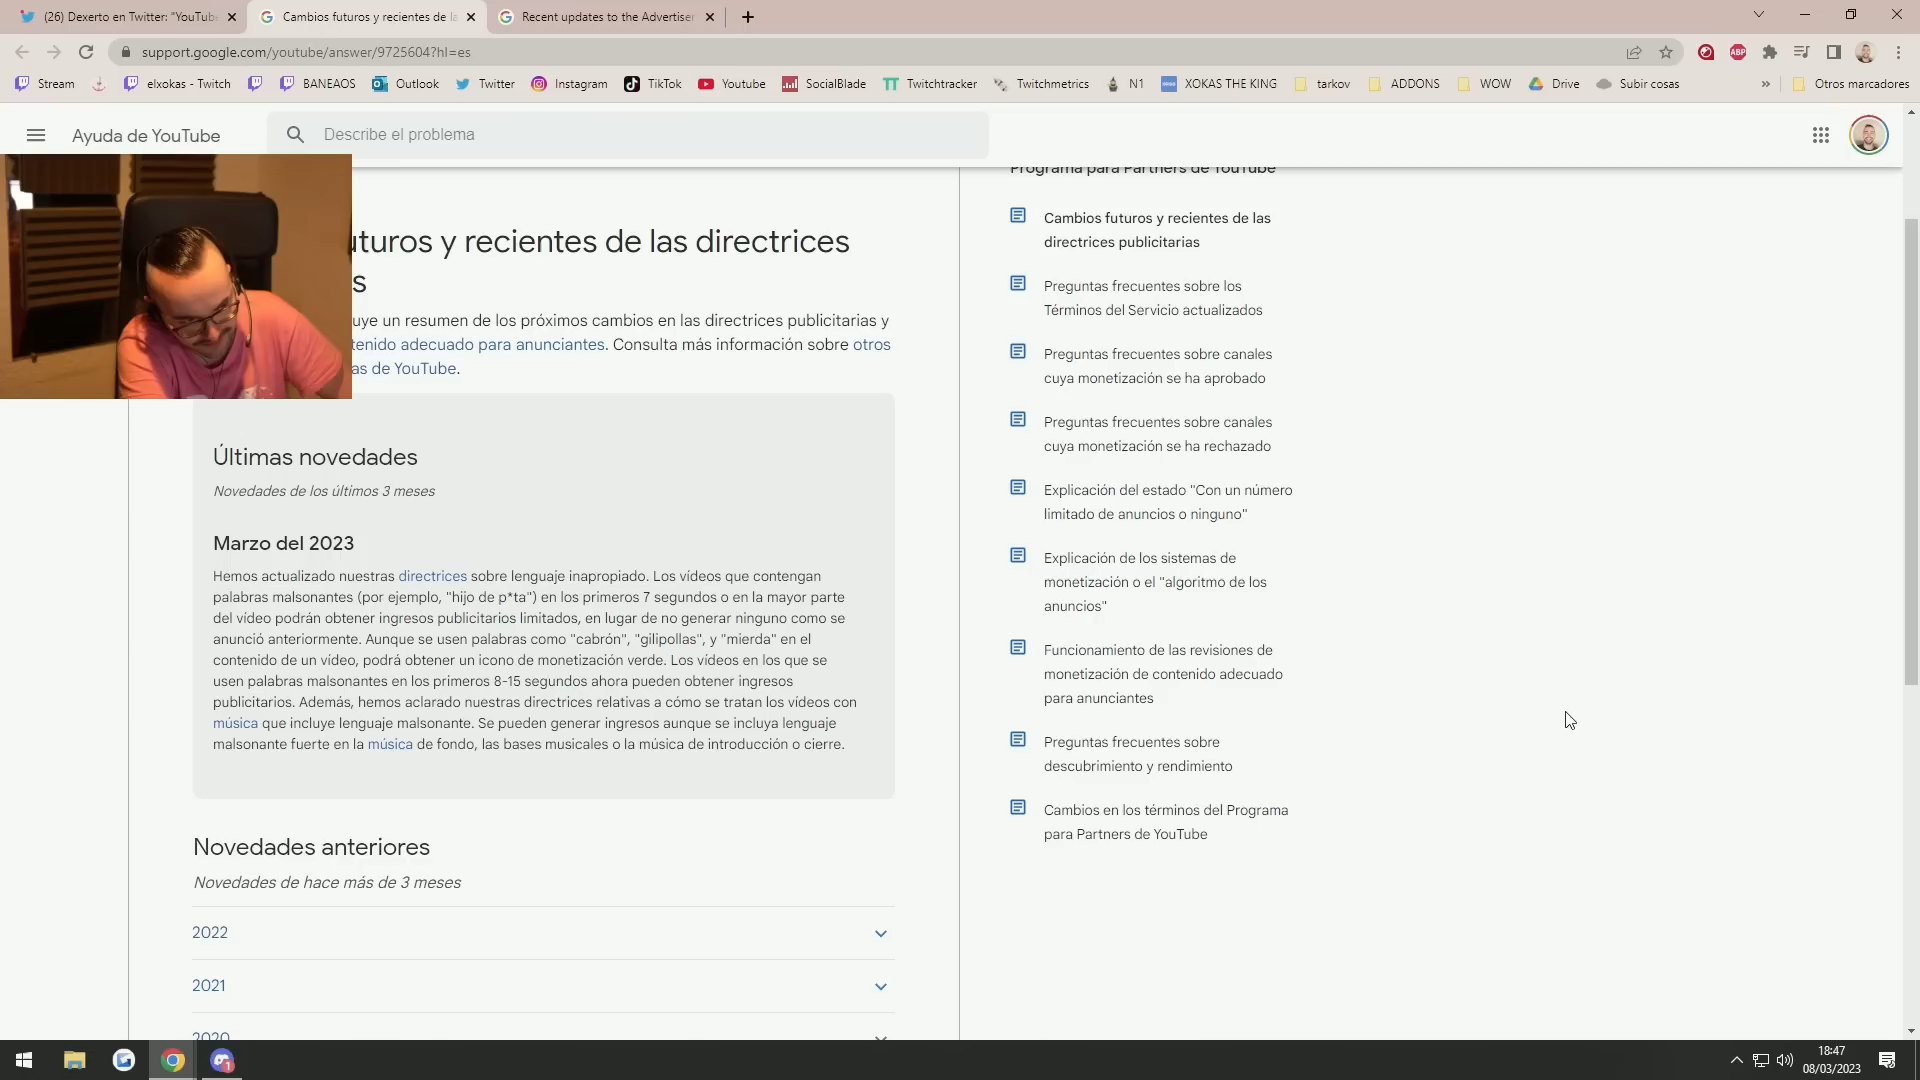 (26) Dexerto en Twitter: "YouTube
Cambios futuros y recientes de la
Recent updates to the Advertiser
support.google.com/youtube/answer/9725604?hl=es
Stream
elxokas - Twitch
BANEAOS
Outlook
Twitter
Instagram
TikTok
Youtube
SocialBlade
Twitchtracker
Twitchmetrics
N1
XOKAS THE KING
tarkov
ADDONS
WOW
Drive
Subir cosas
»
Otros marcadores
Ayuda de YouTube
Describe el problema
uturos y recientes de las directrices
s
uye un resumen de los próximos cambios en las directrices publicitarias y
tenido adecuado para anunciantes. Consulta más información sobre otros
as de YouTube.
Últimas novedades
Novedades de los últimos 3 meses
Marzo del 2023
Hemos actualizado nuestras directrices sobre lenguaje inapropiado. Los vídeos que contengan
palabras malsonantes (por ejemplo, "hijo de p*ta") en los primeros 7 segundos o en la mayor parte
del vídeo podrán obtener ingresos publicitarios limitados, en lugar de no generar ninguno como se
anunció anteriormente. Aunque se usen palabras como "cabrón", "gilipollas", y "mierda" en el
contenido de un vídeo, podrá obtener un icono de monetización verde. Los vídeos en los que se
usen palabras malsonantes en los primeros 8-15 segundos ahora pueden obtener ingresos
publicitarios. Además, hemos aclarado nuestras directrices relativas a cómo se tratan los vídeos con
música que incluye lenguaje malsonante. Se pueden generar ingresos aunque se incluya lenguaje
malsonante fuerte en la música de fondo, las bases musicales o la música de introducción o cierre.
Novedades anteriores
Novedades de hace más de 3 meses
2022
2021
2020
Programa para Partners de YouTube
Cambios futuros y recientes de las
directrices publicitarias
Preguntas frecuentes sobre los
Términos del Servicio actualizados
Preguntas frecuentes sobre canales
cuya monetización se ha aprobado
Preguntas frecuentes sobre canales
cuya monetización se ha rechazado
Explicación del estado "Con un número
limitado de anuncios o ninguno"
Explicación de los sistemas de
monetización o el "algoritmo de los
anuncios"
Funcionamiento de las revisiones de
monetización de contenido adecuado
para anunciantes
Preguntas frecuentes sobre
descubrimiento y rendimiento
Cambios en los términos del Programa
para Partners de YouTube
1
18:47
08/03/2023